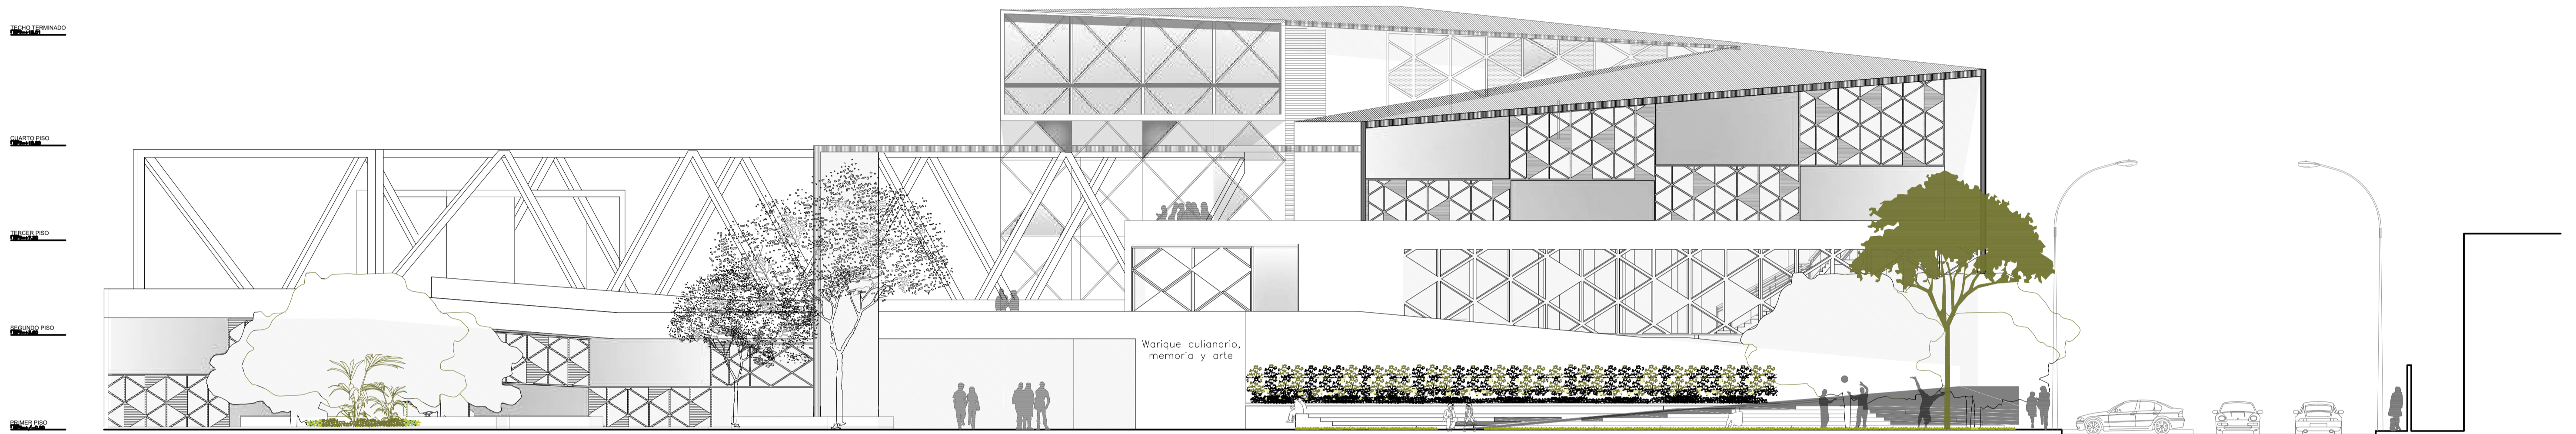 TECHO TERMINADO
CUARTO PISO
TERCER PISO
SEGUNDO PISO
PRIMER PISO
Warique culianario,
memoria y arte